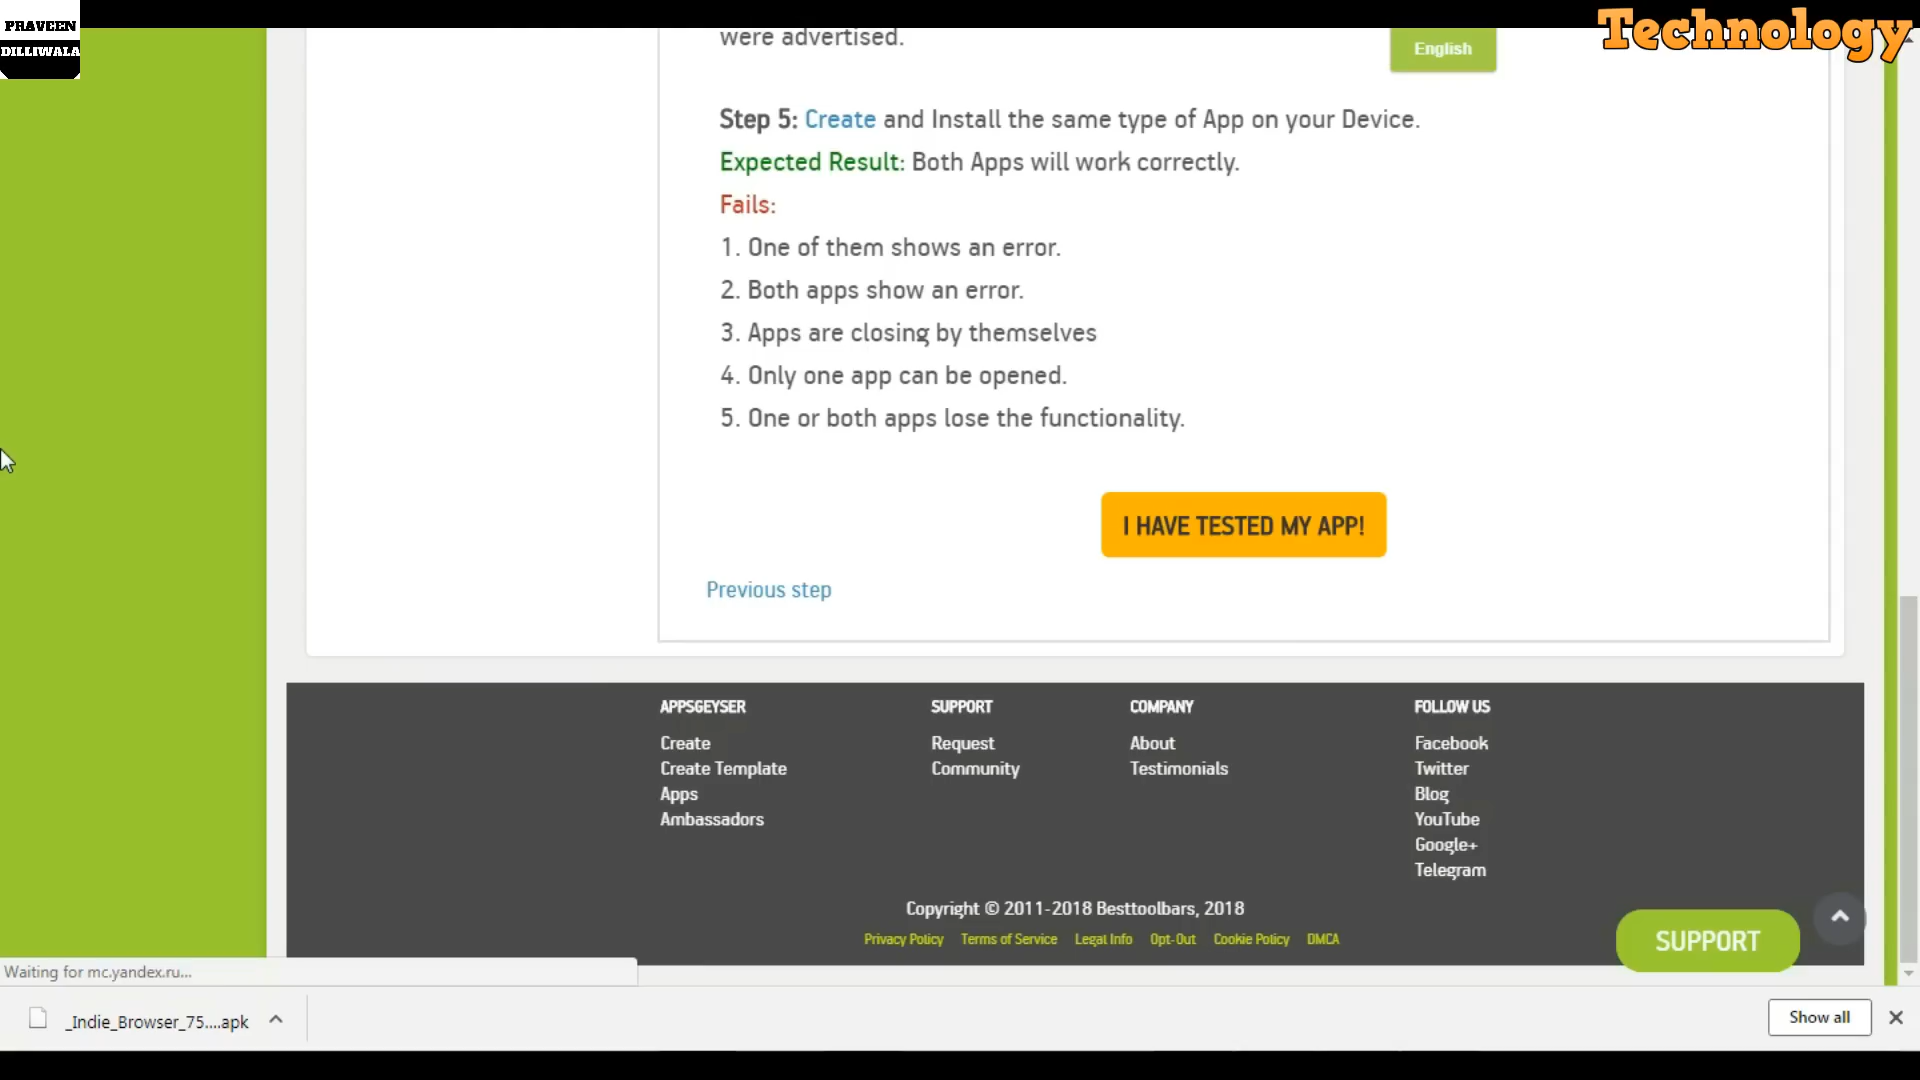 PRAVEEN
DILLIWALA
Technology
were advertised.
English
Step 5: Create and Install the same type of App on your Device.
Expected Result: Both Apps will work correctly.
Fails:
1. One of them shows an error.
2. Both apps show an error.
3. Apps are closing by themselves
4. Only one app can be opened.
5. One or both apps lose the functionality.
I HAVE TESTED MY APP!
Previous step
APPSGEYSER
Create
Create Template
Apps
Ambassadors
SUPPORT
Request
Community
COMPANY
About
Testimonials
FOLLOW US
Facebook
Twitter
Blog
YouTube
Google+
Telegram
Copyright © 2011-2018 Besttoolbars, 2018
Privacy Policy Terms of Service Legal Info Opt-Out Cookie Policy DMCA
SUPPORT
Waiting for mc.yandex.ru...
_Indie_Browser_75....apk
Show all